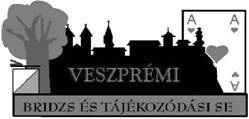 A A
VESZPRÉMI
BRIDZS ÉS TÁJÉKOZÓDÁSI SE